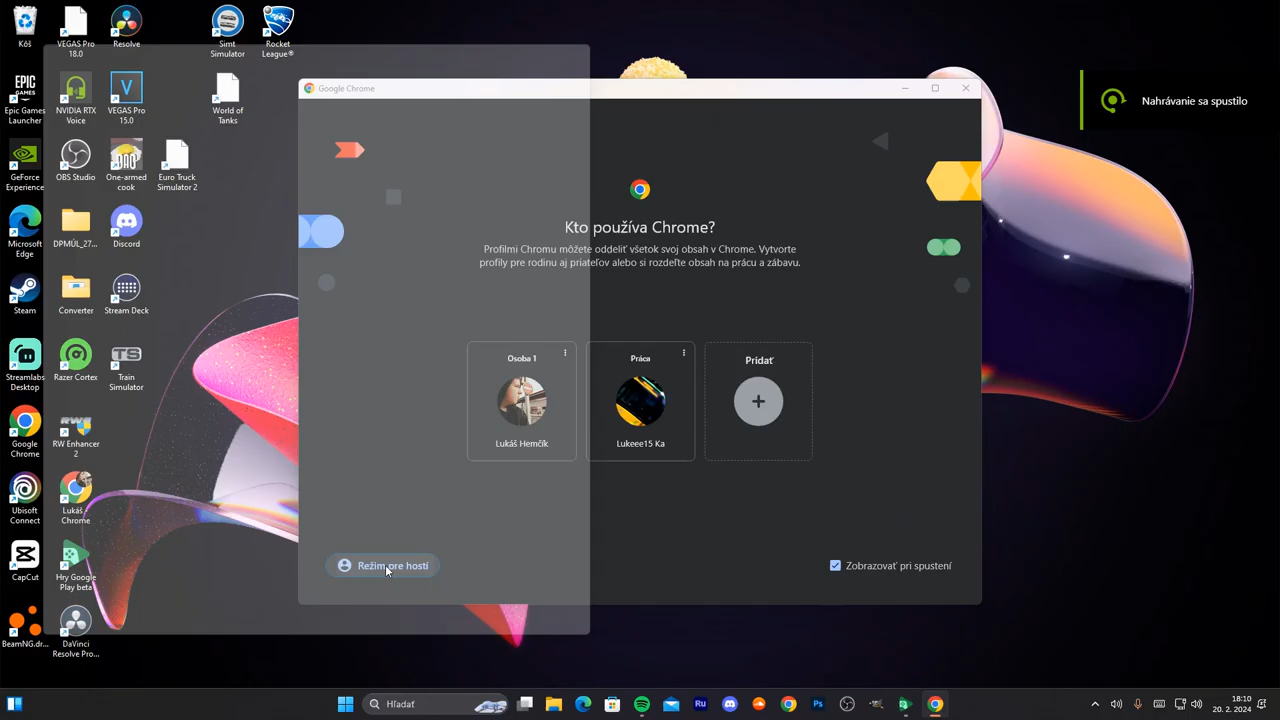 Kôš
VEGAS Pro
18.0
Resolve
Simt
Simulator
Rocket
League®
Epic Games
Launcher
NVIDIA RTX
Voice
VEGAS Pro
15.0
World of
Tanks
GeForce
Experience
OBS Studio
One-armed
cook
Euro Truck
Simulator 2
Microsoft
Edge
DPMÚL_27...
Discord
Steam
Converter
Stream Deck
Streamlabs
Desktop
Razer Cortex
Train
Simulator
Google
Chrome
RW Enhancer
2
Ubisoft
Connect
Lukáš -
Chrome
CapCut
Hry Google
Play beta
BeamNG.dr...
DaVinci
Resolve Pro...
Google Chrome
Kto používa Chrome?
Profilmi Chromu môžete oddeliť všetok svoj obsah v Chrome. Vytvorte
profily pre rodinu aj priateľov alebo si rozdeľte obsah na prácu a zábavu.
Osoba 1
Lukáš Hemčík
Práca
Lukeee15 Ka
Pridať
Režim pre hostí
Zobrazovať pri spustení
Nahrávanie sa spustilo
Hľadať
18:10
20. 2. 2024